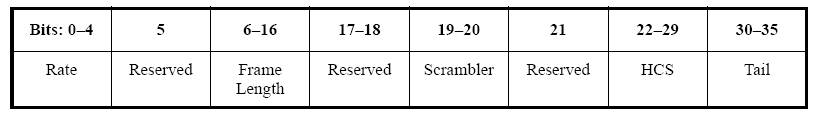 Bits: 0–4 5 6–16 17–18 19–20 21 22–29 30–35
Rate Reserved Frame Length Reserved Scrambler Reserved HCS Tail